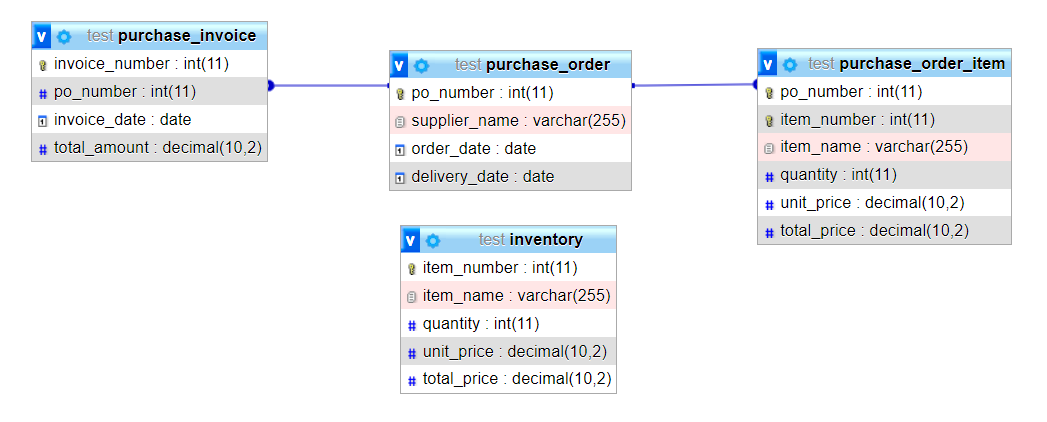 v test purchase_invoice
invoice_number : int(11)
po_number : int(11)
invoice_date : date
total_amount : decimal(10,2)
v test purchase_order
po_number : int(11)
supplier_name : varchar(255)
order_date : date
delivery_date : date
v test purchase_order_item
po_number : int(11)
item_number : int(11)
item_name : varchar(255)
quantity : int(11)
unit_price : decimal(10,2)
total_price : decimal(10,2)
v test inventory
item_number : int(11)
item_name : varchar(255)
quantity : int(11)
unit_price : decimal(10,2)
total_price : decimal(10,2)